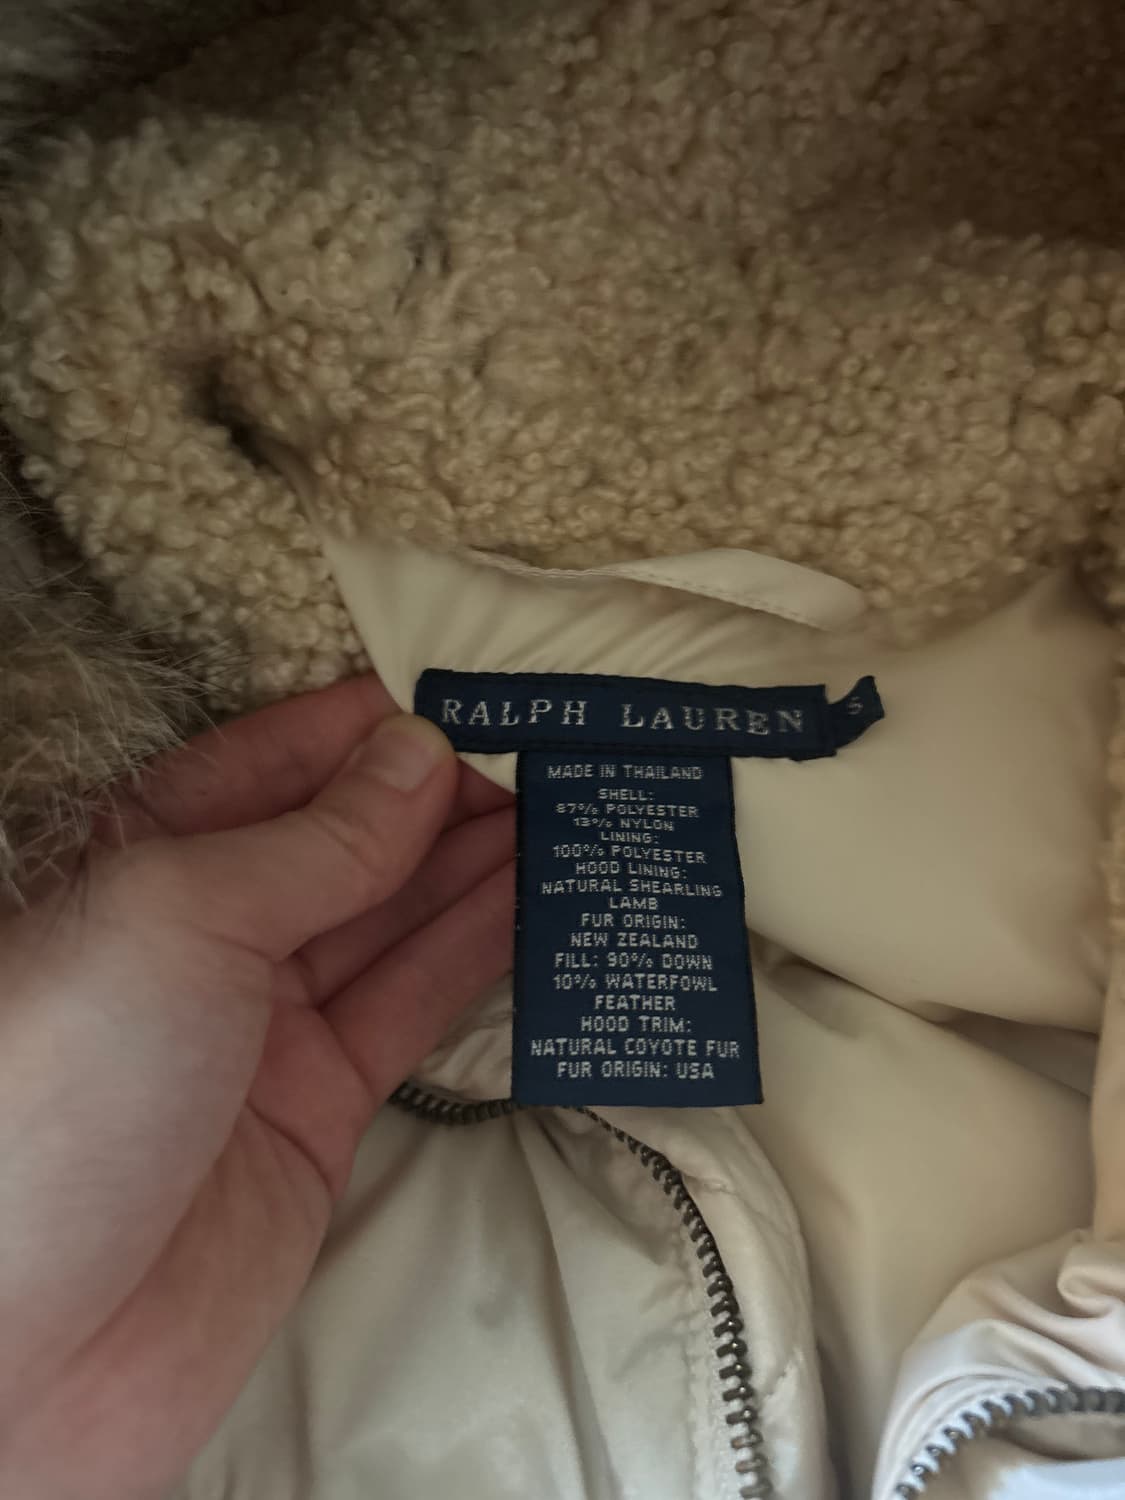 RALPH LAUREN
S
MADE IN THAILAND
SHELL:
87% POLYESTER
13% NYLON
LINING:
100% POLYESTER
HOOD LINING:
NATURAL SHEARLING
LAMB
FUR ORIGIN:
NEW ZEALAND
FILL: 90% DOWN
10% WATERFOWL
FEATHER
HOOD TRIM:
NATURAL COYOTE FUR
FUR ORIGIN: USA